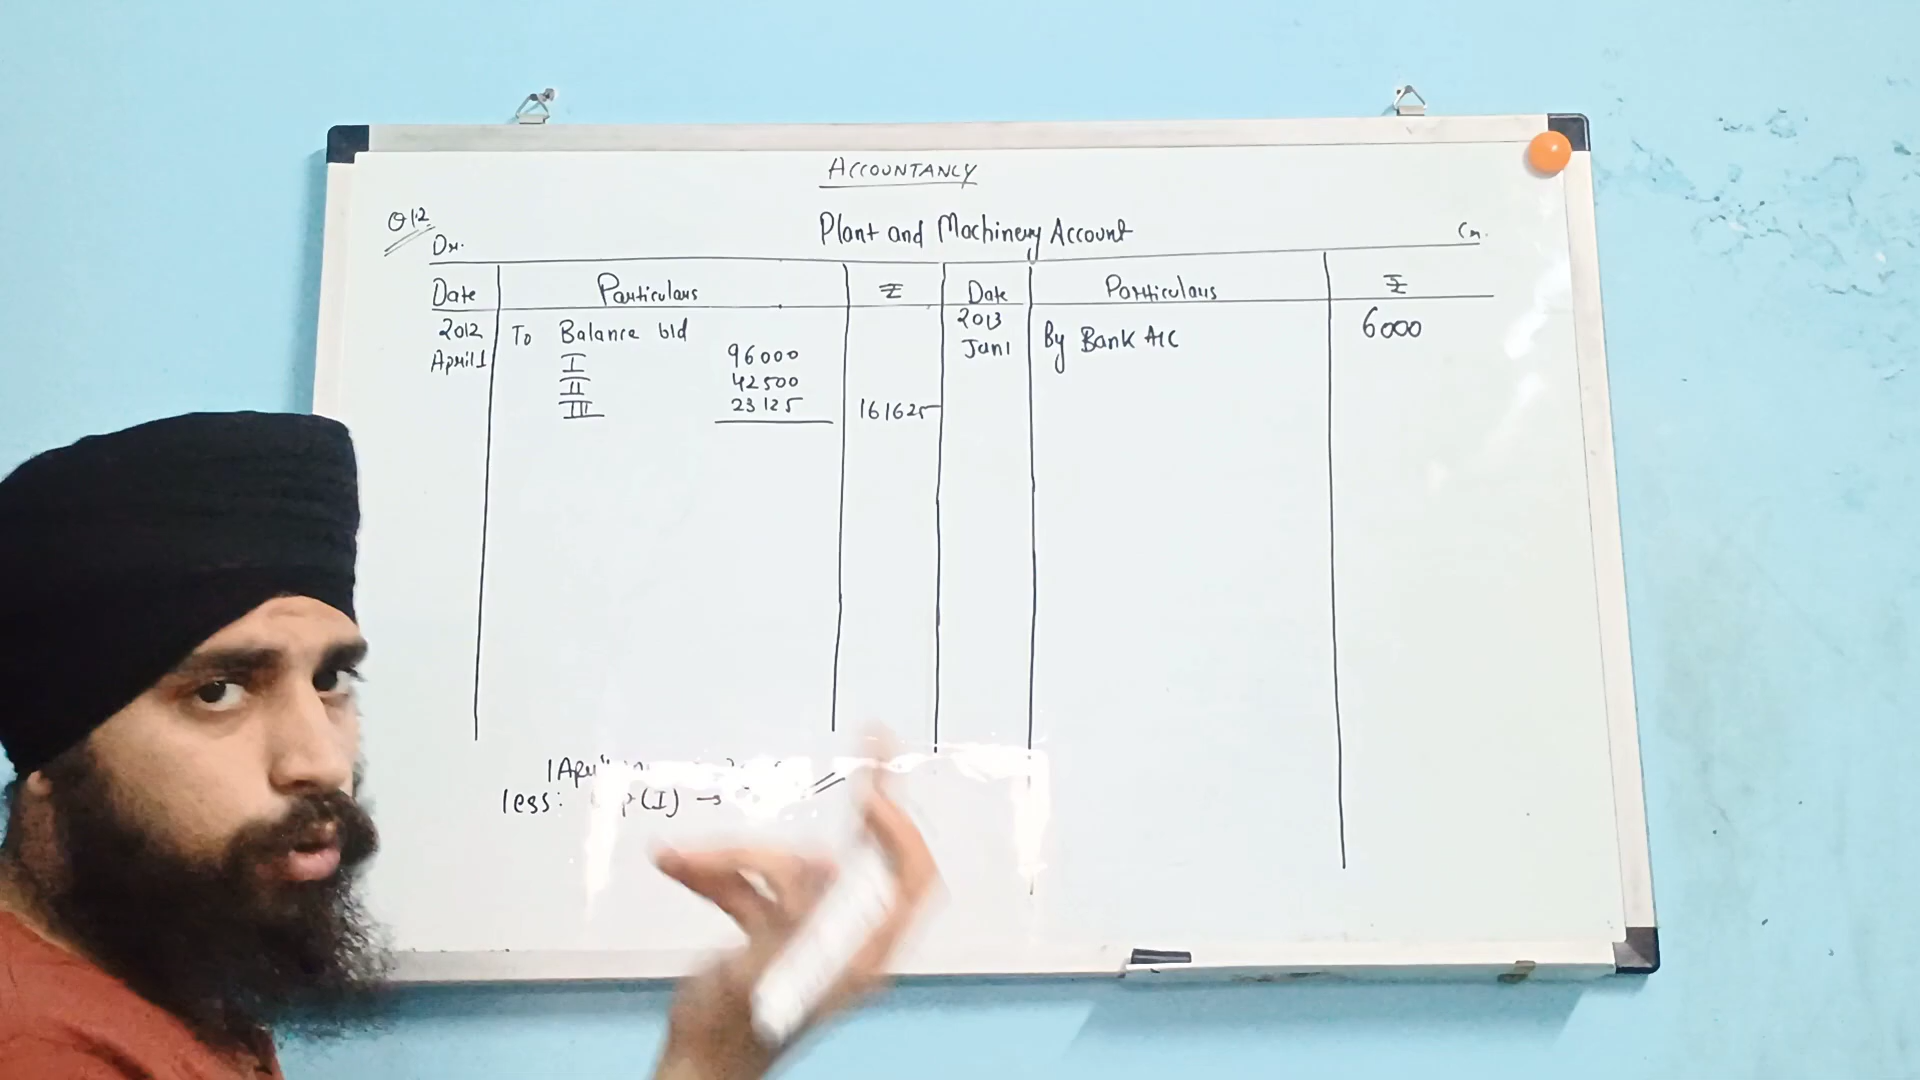 ACCOUNTANCY
Q12
Plant and Machinery Account
Dr.
Cr.
Date Particulars ₹ Date Particulars ₹
2012 To Balance b/d 2013 By Bank A/C 6000
April 1 I 96000 Jan 1
II 42500
III 23125 161625
1 April
less: (I) →